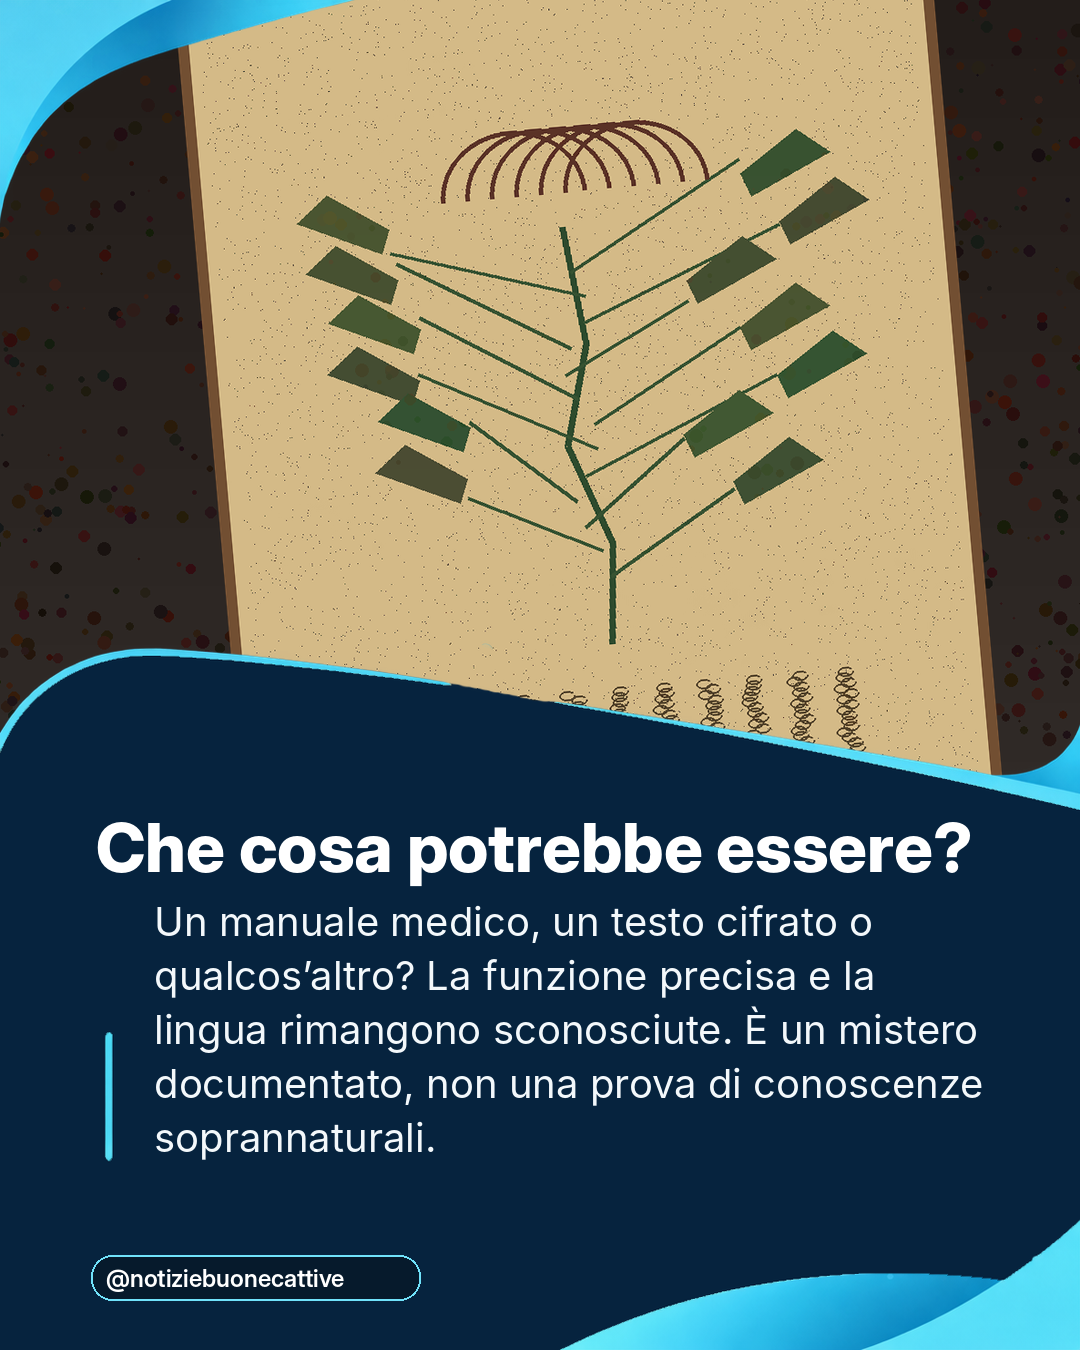 Che cosa potrebbe essere?
Un manuale medico, un testo cifrato o
qualcos’altro? La funzione precisa e la
lingua rimangono sconosciute. È un mistero
documentato, non una prova di conoscenze
soprannaturali.
@notiziebuonecattive